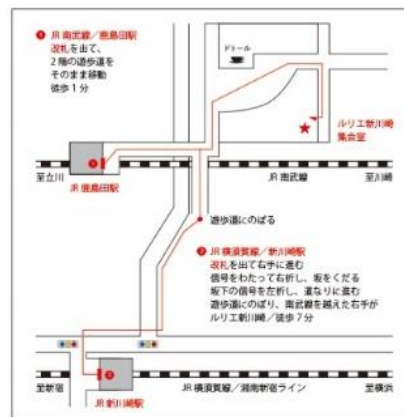 ❶ JR 南武線／鹿島田駅
改札を出て、
2階の遊歩道を
そのまま移動
徒歩1分
ドトール
ルリエ新川崎
集会室
❶
至立川
JR 鹿島田駅
JR 南武線
至川崎
遊歩道にのぼる
❷ JR 横須賀線／新川崎駅
改札を出て右手に進む
信号をわたって右折し、坂をくだる
坂下の信号を左折し、道なりに進む
遊歩道にのぼり、南武線を越えた右手が
ルリエ新川崎／徒歩7分
❷
至新宿
JR 新川崎駅
JR 横須賀線／湘南新宿ライン
至横浜